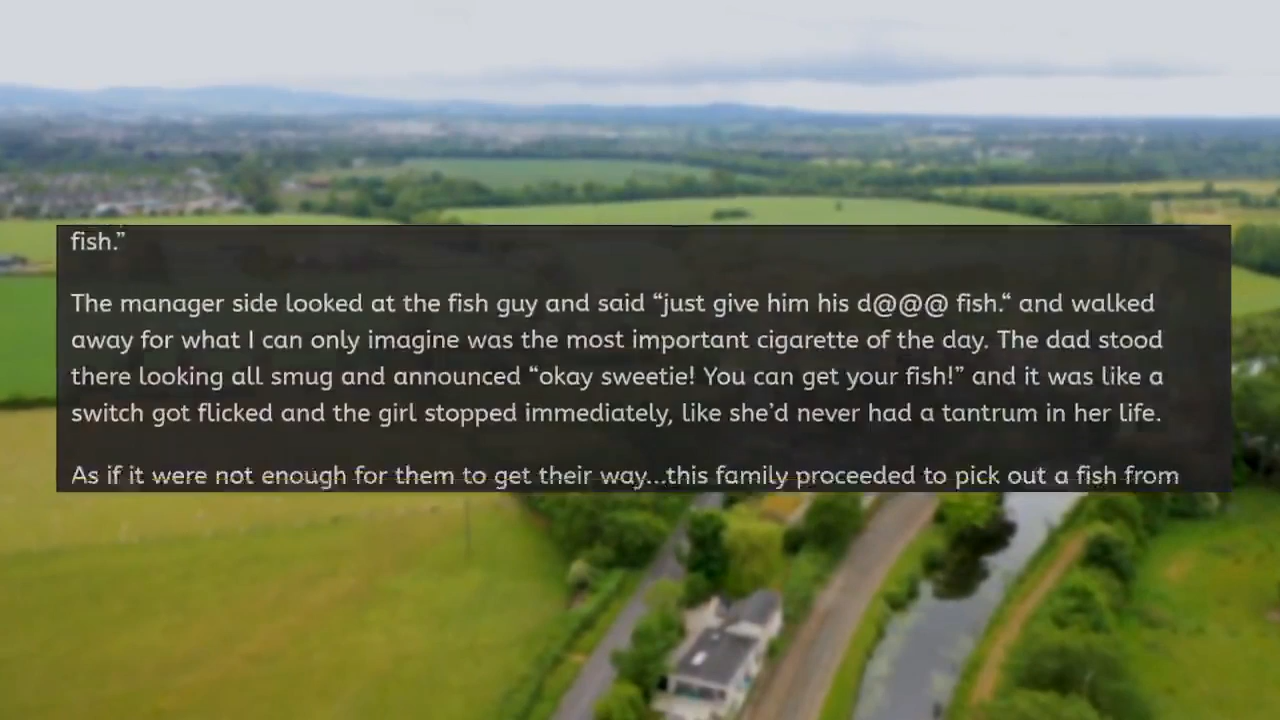 fish.”
The manager side looked at the fish guy and said “just give him his d@@@ fish.“ and walked
away for what I can only imagine was the most important cigarette of the day. The dad stood
there looking all smug and announced “okay sweetie! You can get your fish!” and it was like a
switch got flicked and the girl stopped immediately, like she’d never had a tantrum in her life.
As if it were not enough for them to get their way...this family proceeded to pick out a fish from